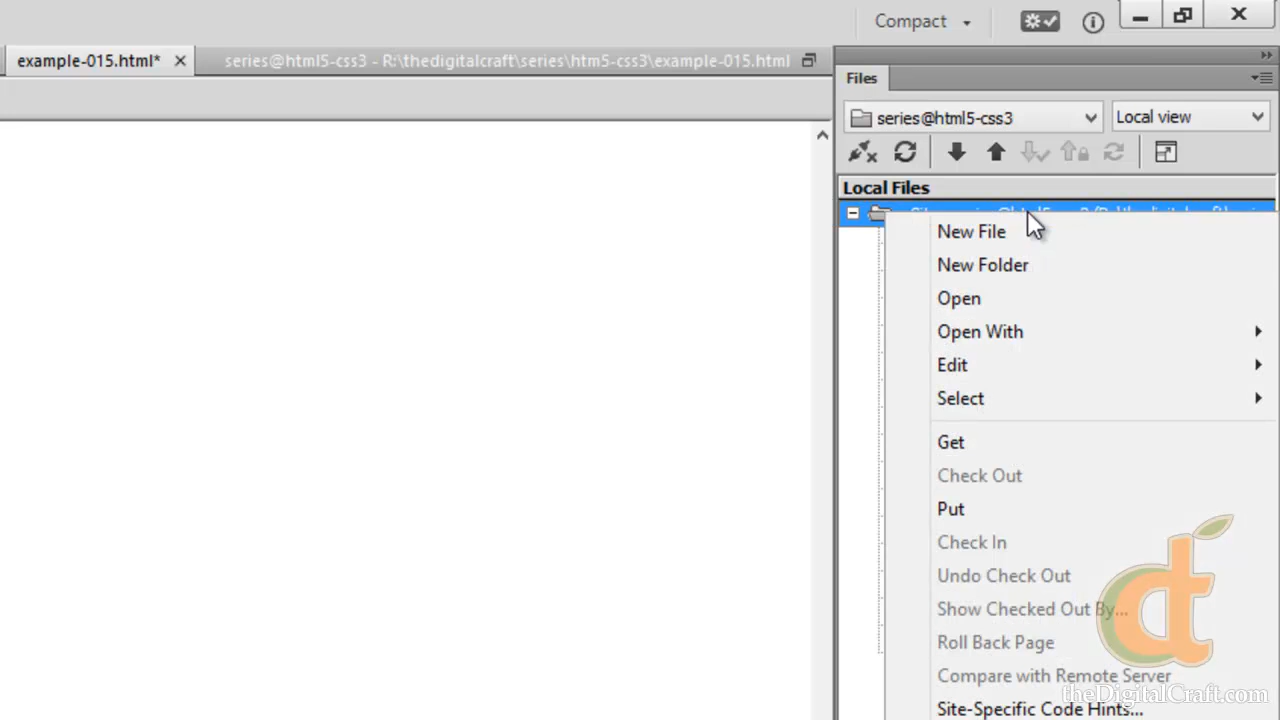 Compact
example-015.html*
series@html5-css3 - R:\thedigitalcraft\series\htm5-css3\example-015.html
Files
series@html5-css3
Local view
Local Files
New File
New Folder
Open
Open With
Edit
Select
Get
Check Out
Put
Check In
Undo Check Out
Show Checked Out By...
Roll Back Page
Compare with Remote Server
Site-Specific Code Hints...
theDigitalCraft.com